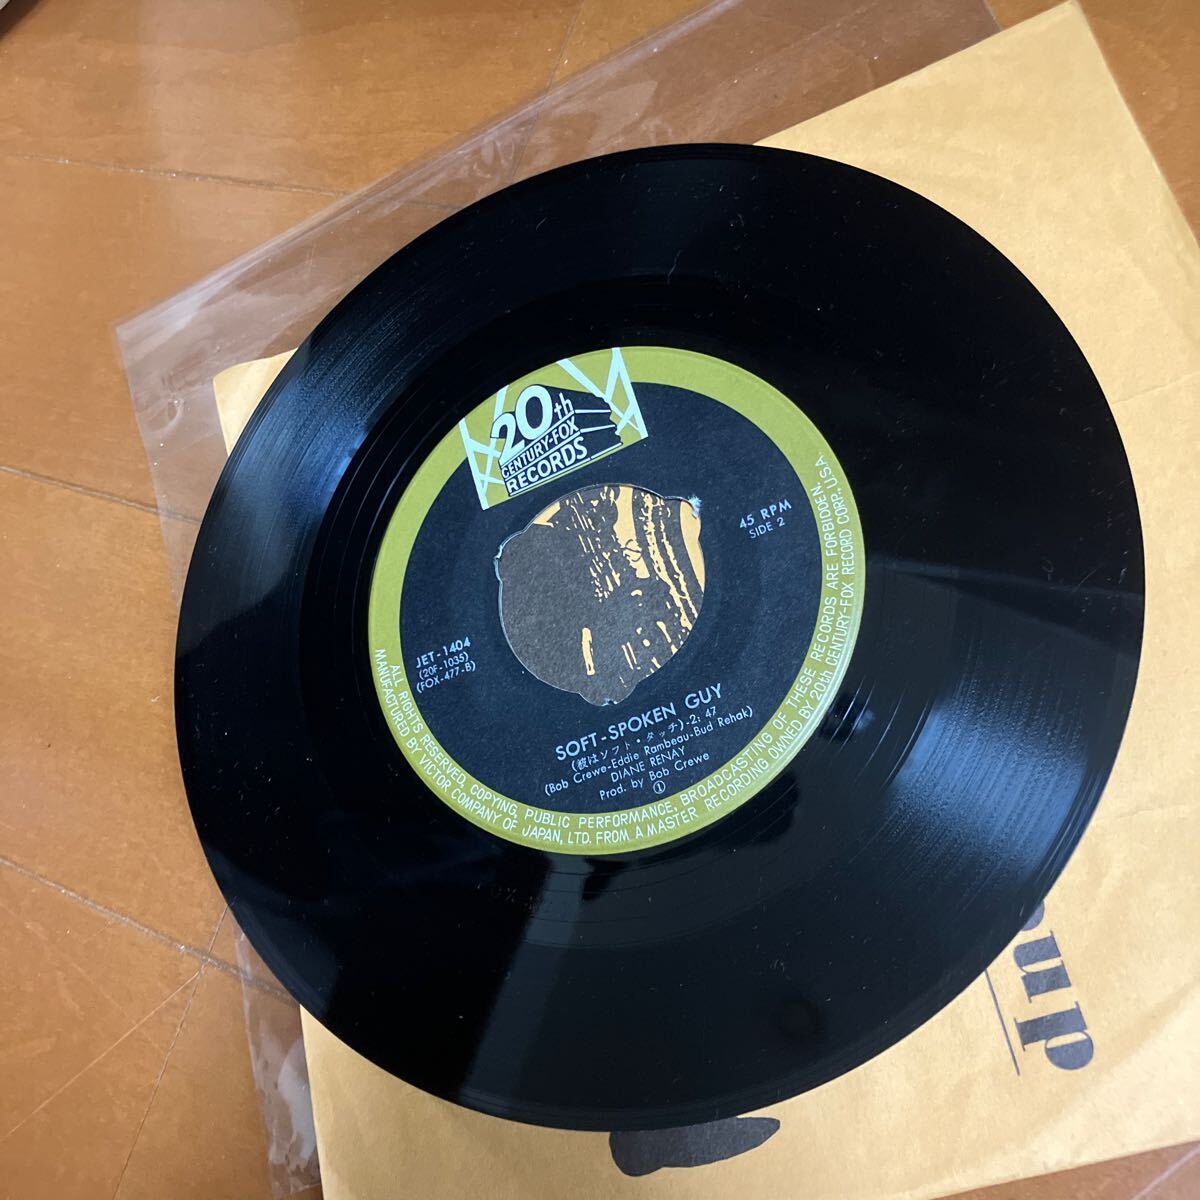 20th
CENTURY-FOX
RECORDS
45 RPM
SIDE 2
JET-1404
(20F-1035)
(FOX-477-B)
SOFT-SPOKEN GUY
(彼はソフト・タッチ)-2:47
(Bob Crewe-Eddie Rambeau-Bud Rehak)
DIANE RENAY
Prod. by Bob Crewe
①
ALL RIGHTS RESERVED, COPYING, PUBLIC PERFORMANCE, BROADCASTING OF THESE RECORDS ARE FORBIDDEN.
MANUFACTURED BY VICTOR COMPANY OF JAPAN, LTD. FROM A MASTER RECORDING OWNED BY 20th CENTURY-FOX RECORD CORP., U.S.A.